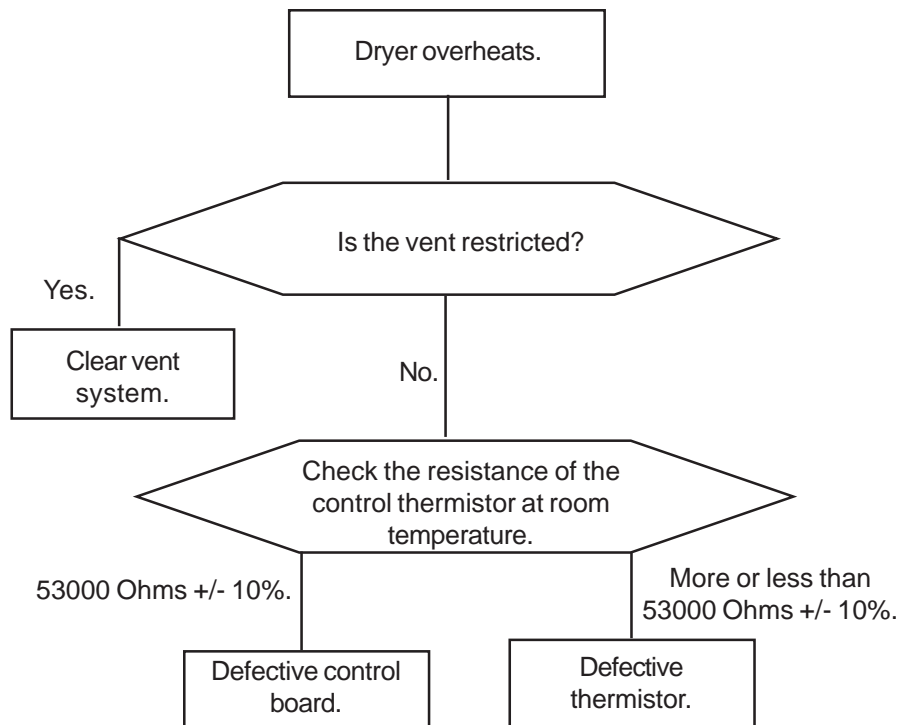 Dryer overheats.
Is the vent restricted?
Yes.
Clear vent
system.
No.
Check the resistance of the
control thermistor at room
temperature.
53000 Ohms +/- 10%.
More or less than
53000 Ohms +/- 10%.
Defective control
board.
Defective
thermistor.